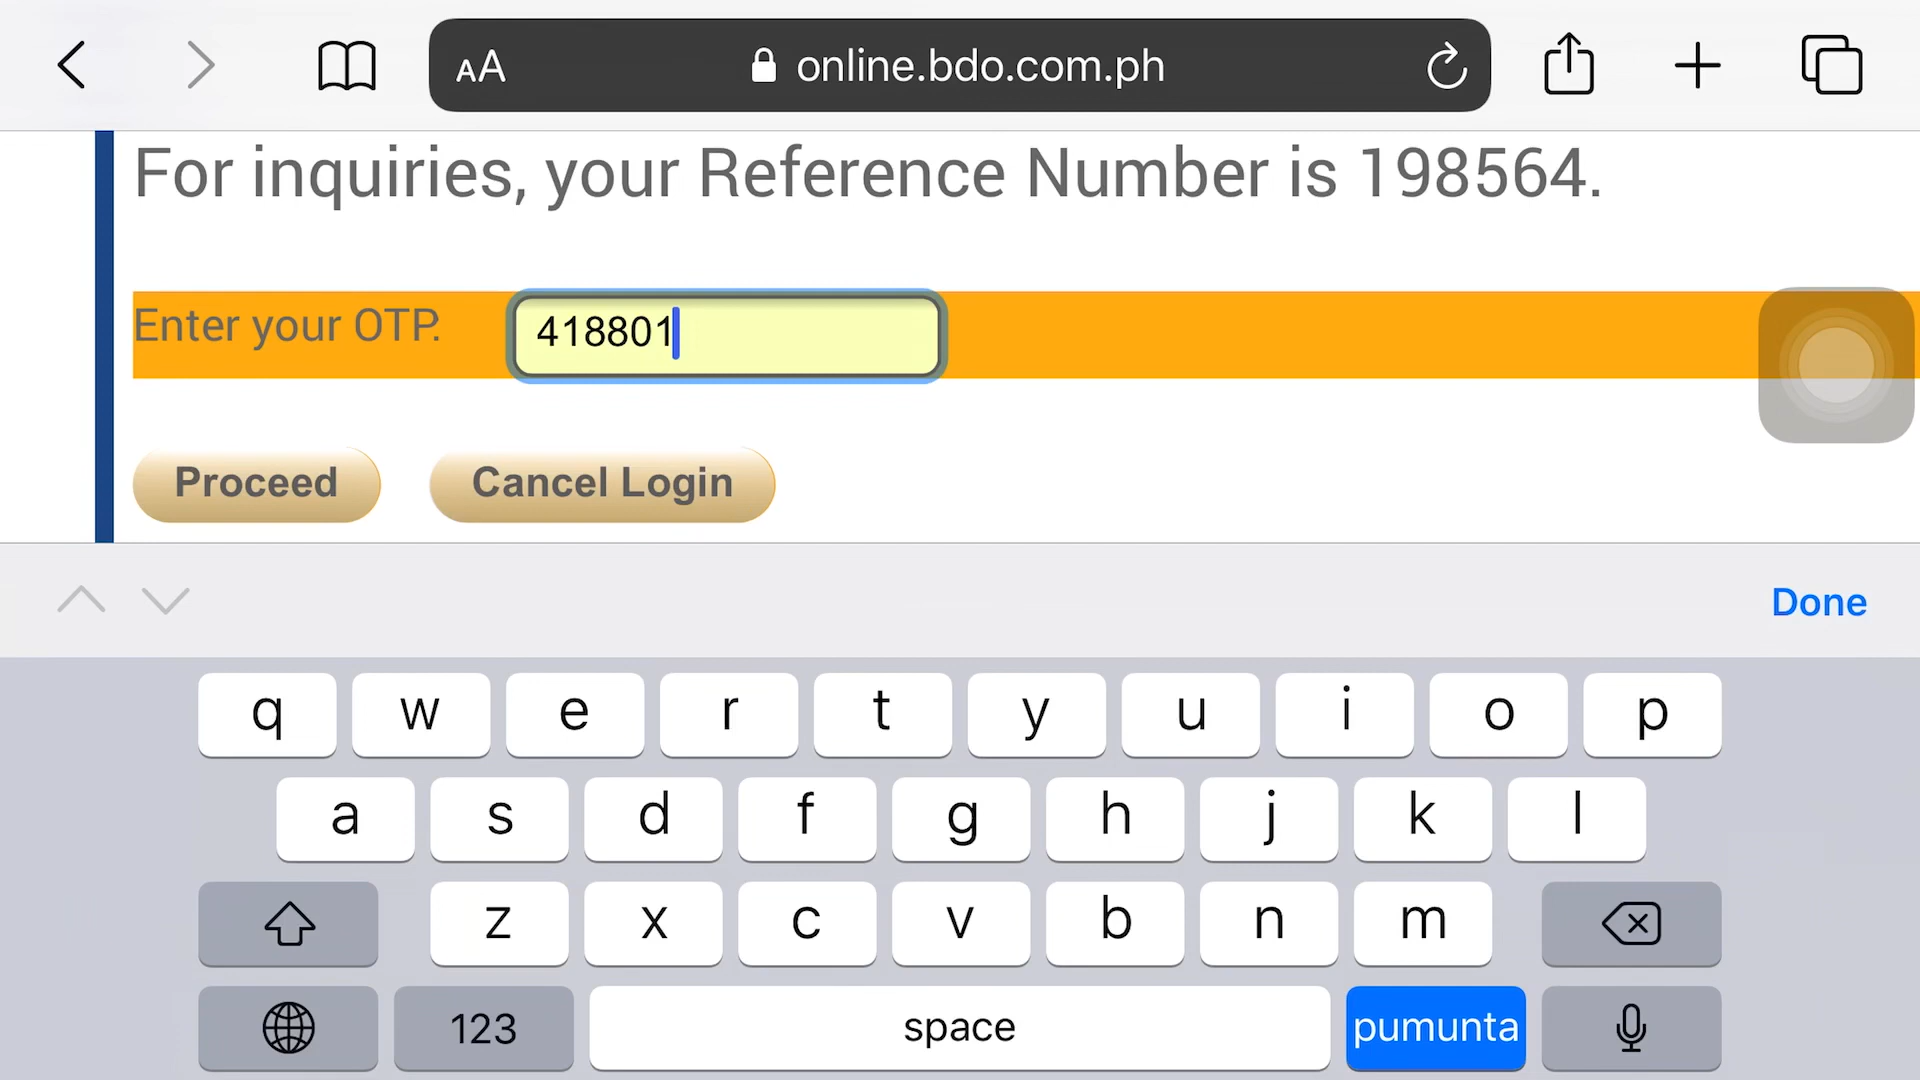 AA online.bdo.com.ph
For inquiries, your Reference Number is 198564.
Enter your OTP. 418801
Proceed Cancel Login
Done
q w e r t y u i o p
a s d f g h j k l
z x c v b n m
123 space pumunta